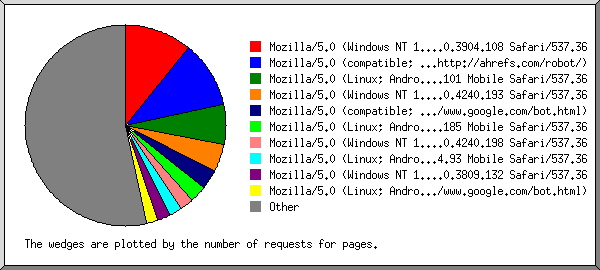 Mozilla/5.0 (Windows NT 1....0.3904.108 Safari/537.36
Mozilla/5.0 (compatible; ...http://ahrefs.com/robot/)
Mozilla/5.0 (Linux; Andro....101 Mobile Safari/537.36
Mozilla/5.0 (Windows NT 1....0.4240.193 Safari/537.36
Mozilla/5.0 (compatible; .../www.google.com/bot.html)
Mozilla/5.0 (Linux; Andro....185 Mobile Safari/537.36
Mozilla/5.0 (Windows NT 1....0.4240.198 Safari/537.36
Mozilla/5.0 (Linux; Andro...4.93 Mobile Safari/537.36
Mozilla/5.0 (Windows NT 1....0.3809.132 Safari/537.36
Mozilla/5.0 (Linux; Andro.../www.google.com/bot.html)
Other
The wedges are plotted by the number of requests for pages.